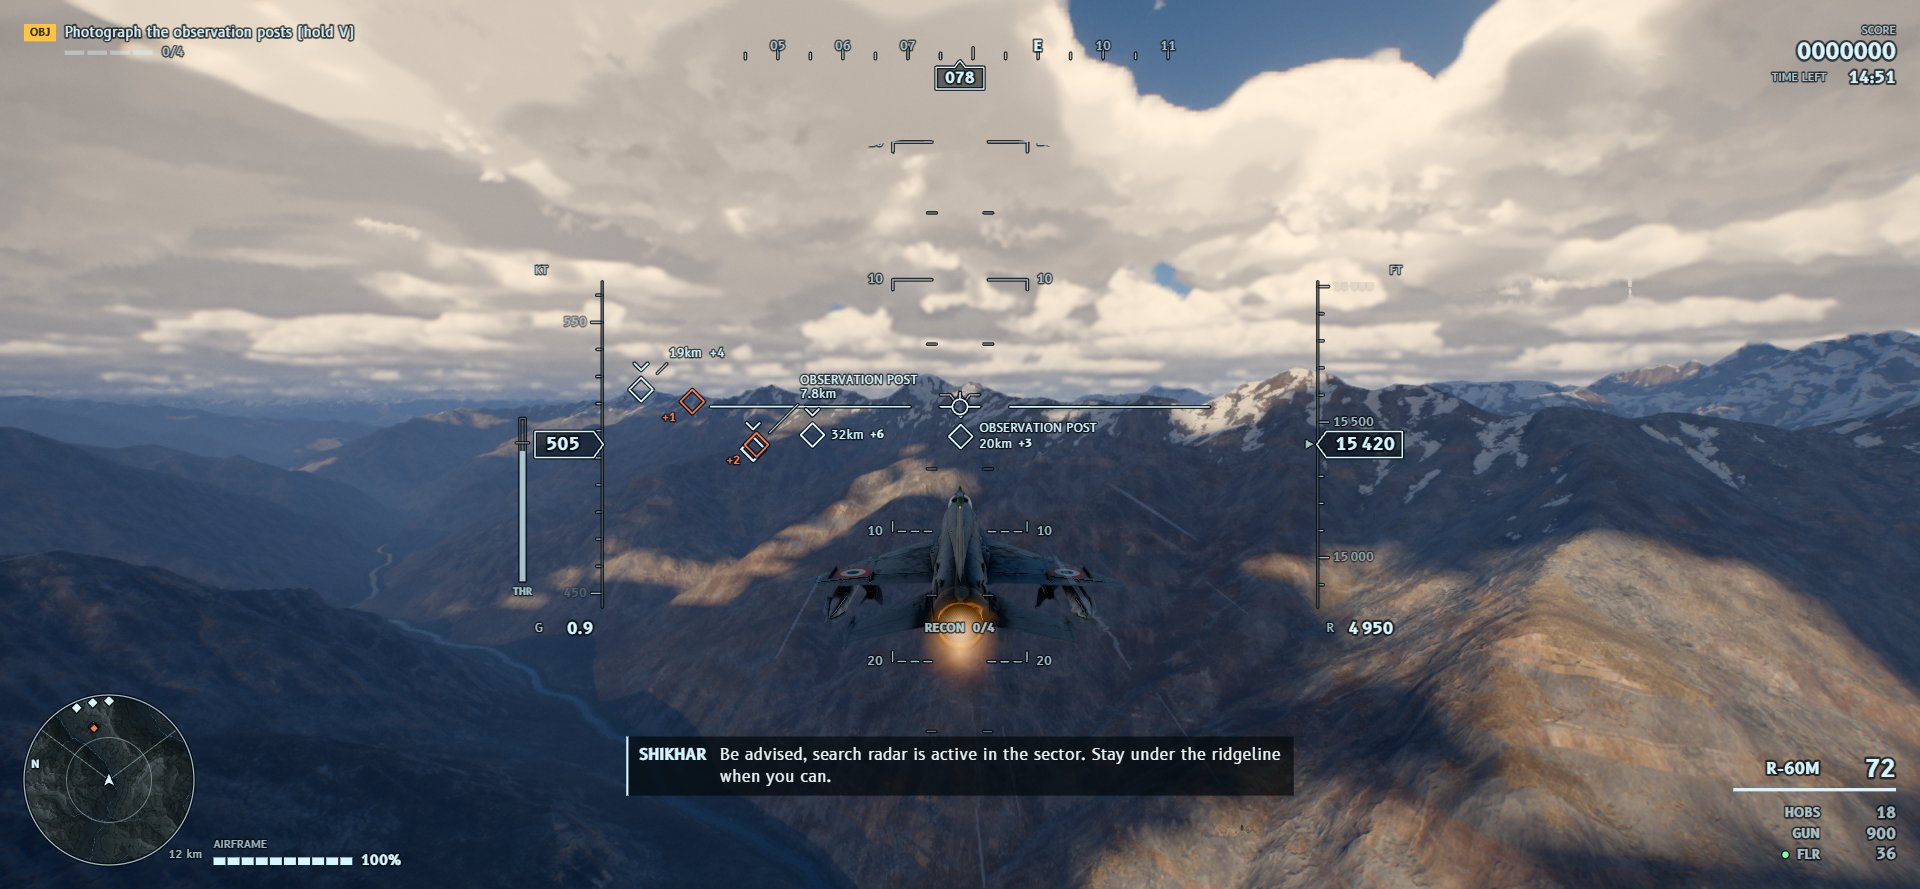 OBJ Photograph the observation posts [hold V]
0/4
05 06 07 E 10 11
078
SCORE
0000000
TIME LEFT 14:51
10 10
KT
FT
550
19km +4
OBSERVATION POST
7.8km
+1
32km +6
OBSERVATION POST
20km +3
+2
505
15 500
15 420
10 10
15 000
THR
450
G 0.9
RECON 0/4
R 4 950
20 20
SHIKHAR Be advised, search radar is active in the sector. Stay under the ridgeline
when you can.
N
12 km
AIRFRAME
100%
R-60M 72
HOBS 18
GUN 900
FLR 36